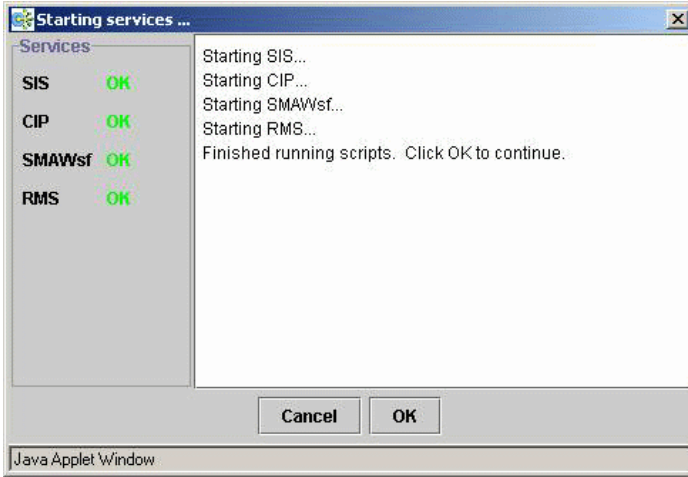 Starting services ...
Services
SIS OK
CIP OK
SMAWsf OK
RMS OK
Starting SIS...
Starting CIP...
Starting SMAWsf...
Starting RMS...
Finished running scripts.  Click OK to continue.
Cancel OK
Java Applet Window